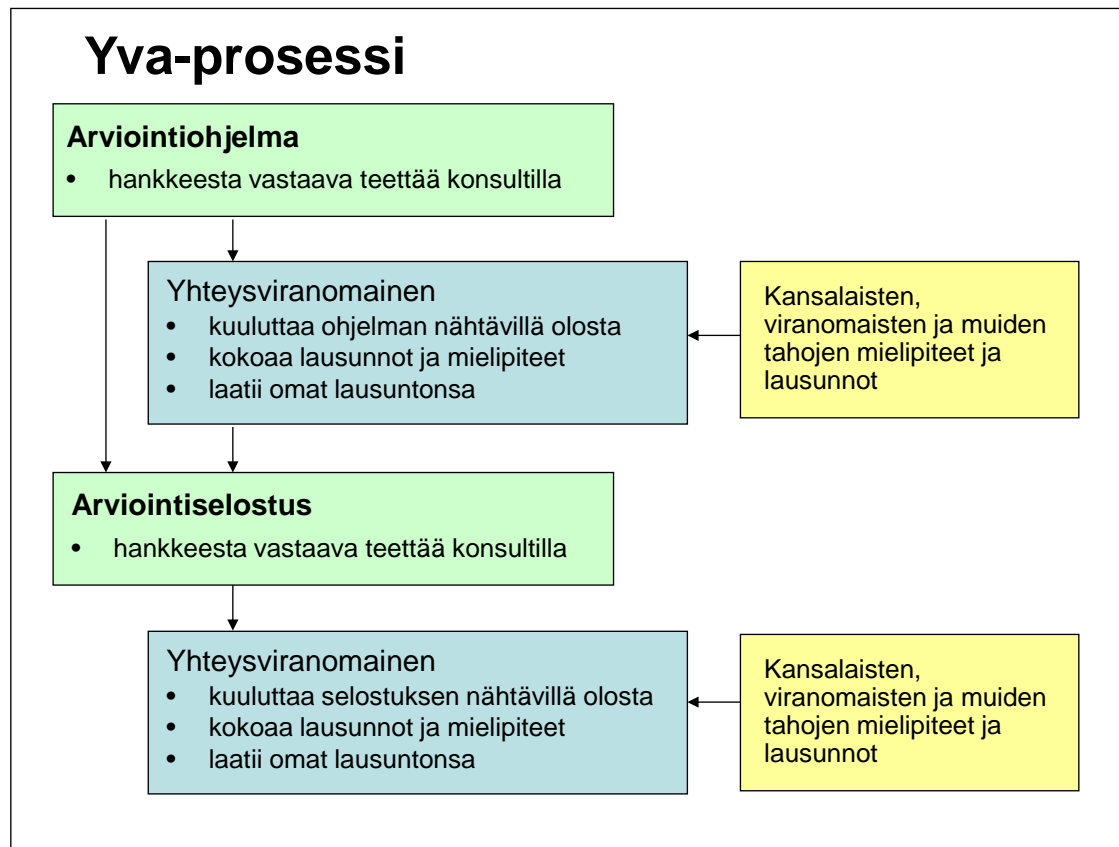 Yva-prosessi
Arviointiohjelma
• hankkeesta vastaava teettää konsultilla
Yhteysviranomainen
• kuuluttaa ohjelman nähtävillä olosta
• kokoaa lausunnot ja mielipiteet
• laatii omat lausuntonsa
Kansalaisten,
viranomaisten ja muiden
tahojen mielipiteet ja
lausunnot
Arviointiselostus
• hankkeesta vastaava teettää konsultilla
Yhteysviranomainen
• kuuluttaa selostuksen nähtävillä olosta
• kokoaa lausunnot ja mielipiteet
• laatii omat lausuntonsa
Kansalaisten,
viranomaisten ja muiden
tahojen mielipiteet ja
lausunnot